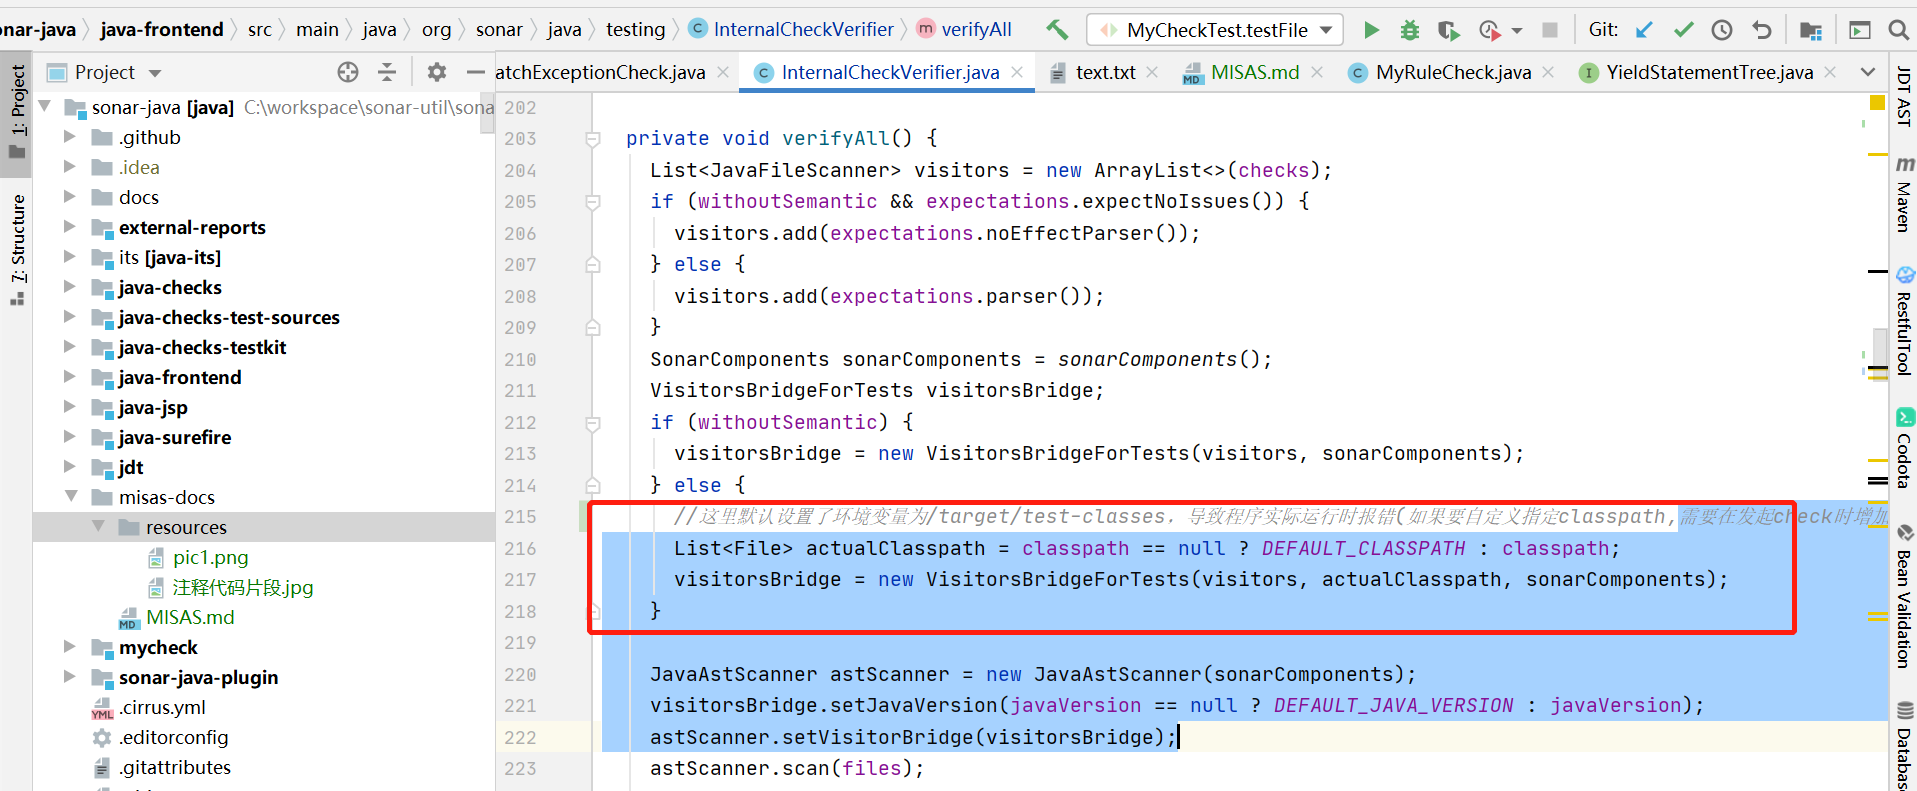 onar-java java-frontend src main java org sonar java testing InternalCheckVerifier verifyAll MyCheckTest.testFile Git:
Project
atchExceptionCheck.java InternalCheckVerifier.java text.txt MISAS.md MyRuleCheck.java YieldStatementTree.java
1: Project
7: Structure
sonar-java [java] C:\workspace\sonar-util\sona
.github
.idea
docs
external-reports
its [java-its]
java-checks
java-checks-test-sources
java-checks-testkit
java-frontend
java-jsp
java-surefire
jdt
misas-docs
resources
pic1.png
注释代码片段.jpg
MISAS.md
mycheck
sonar-java-plugin
.cirrus.yml
.editorconfig
.gitattributes
202
203 private void verifyAll() {
204 List<JavaFileScanner> visitors = new ArrayList<>(checks);
205 if (withoutSemantic && expectations.expectNoIssues()) {
206 visitors.add(expectations.noEffectParser());
207 } else {
208 visitors.add(expectations.parser());
209 }
210 SonarComponents sonarComponents = sonarComponents();
211 VisitorsBridgeForTests visitorsBridge;
212 if (withoutSemantic) {
213 visitorsBridge = new VisitorsBridgeForTests(visitors, sonarComponents);
214 } else {
215 //这里默认设置了环境变量为/target/test-classes. 导致程序实际运行时报错(如果要自定义指定classpath,需要在发起check时增加
216 List<File> actualClasspath = classpath == null ? DEFAULT_CLASSPATH : classpath;
217 visitorsBridge = new VisitorsBridgeForTests(visitors, actualClasspath, sonarComponents);
218 }
219
220 JavaAstScanner astScanner = new JavaAstScanner(sonarComponents);
221 visitorsBridge.setJavaVersion(javaVersion == null ? DEFAULT_JAVA_VERSION : javaVersion);
222 astScanner.setVisitorBridge(visitorsBridge);
223 astScanner.scan(files);
JDT AST
Maven
RestfulTool
Codota
Bean Validation
Databas